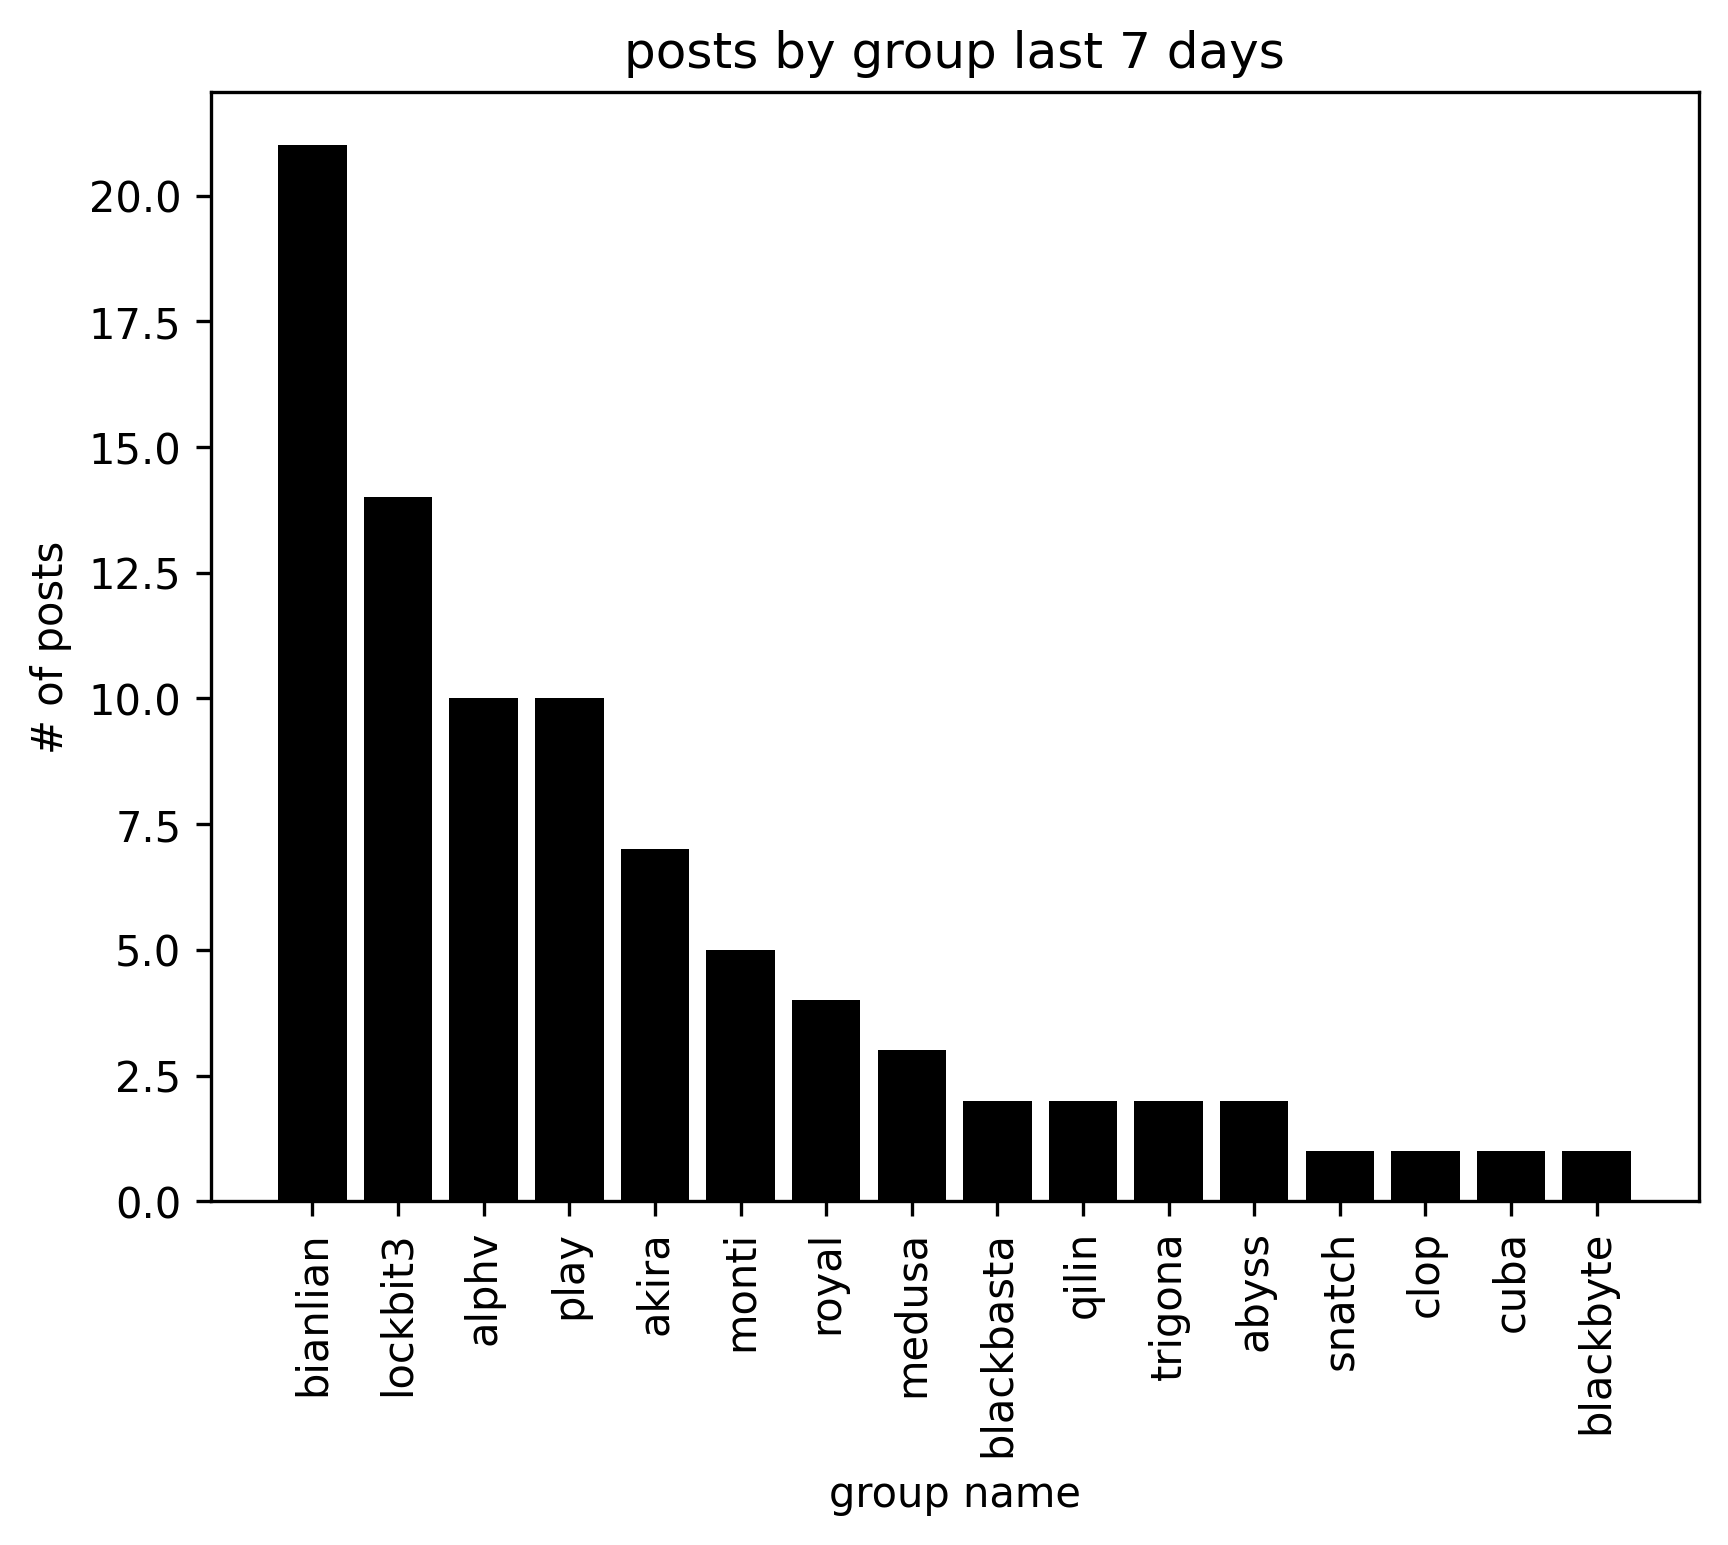 posts by group last 7 days
# of posts
20.0
17.5
15.0
12.5
10.0
7.5
5.0
2.5
0.0
bianlian
lockbit3
alphv
play
akira
monti
royal
medusa
blackbasta
qilin
trigona
abyss
snatch
clop
cuba
blackbyte
group name